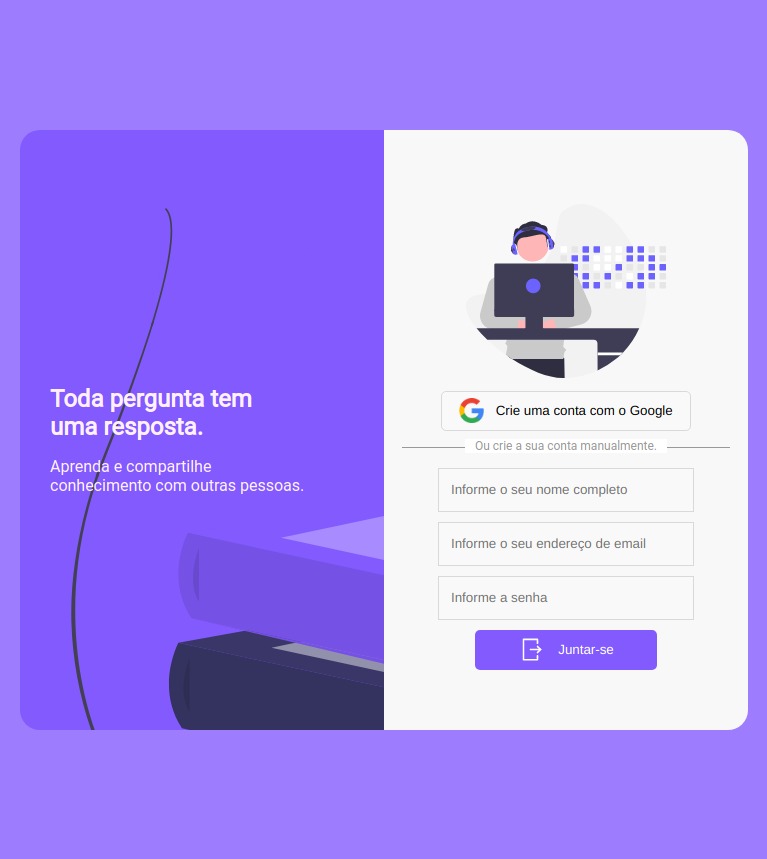 Toda pergunta tem
uma resposta.
Aprenda e compartilhe
conhecimento com outras pessoas.
Crie uma conta com o Google
Ou crie a sua conta manualmente.
Informe o seu nome completo
Informe o seu endereço de email
Informe a senha
Juntar-se